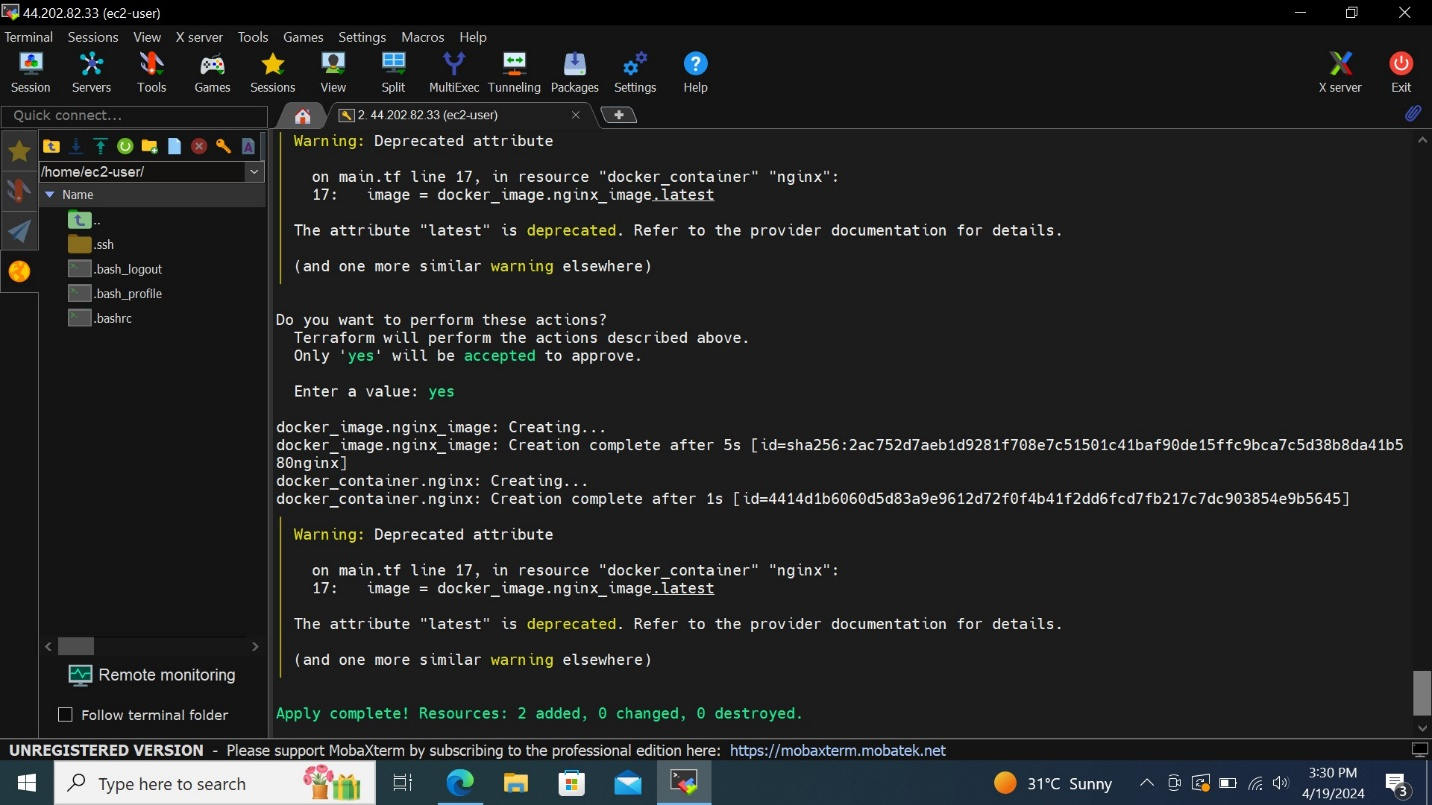 44.202.82.33 (ec2-user)
Terminal Sessions View X server Tools Games Settings Macros Help
Session Servers Tools Games Sessions View Split MultiExec Tunneling Packages Settings Help X server Exit
Quick connect...
2. 44.202.82.33 (ec2-user)
/home/ec2-user/
Name
..
.ssh
.bash_logout
.bash_profile
.bashrc
Remote monitoring
Follow terminal folder
Warning: Deprecated attribute
on main.tf line 17, in resource "docker_container" "nginx":
17: image = docker_image.nginx_image.latest
The attribute "latest" is deprecated. Refer to the provider documentation for details.
(and one more similar warning elsewhere)
Do you want to perform these actions?
Terraform will perform the actions described above.
Only 'yes' will be accepted to approve.
Enter a value: yes
docker_image.nginx_image: Creating...
docker_image.nginx_image: Creation complete after 5s [id=sha256:2ac752d7aeb1d9281f708e7c51501c41baf90de15ffc9bca7c5d38b8da41b5
80nginx]
docker_container.nginx: Creating...
docker_container.nginx: Creation complete after 1s [id=4414d1b6060d5d83a9e9612d72f0f4b41f2dd6fcd7fb217c7dc903854e9b5645]
Warning: Deprecated attribute
on main.tf line 17, in resource "docker_container" "nginx":
17: image = docker_image.nginx_image.latest
The attribute "latest" is deprecated. Refer to the provider documentation for details.
(and one more similar warning elsewhere)
Apply complete! Resources: 2 added, 0 changed, 0 destroyed.
UNREGISTERED VERSION - Please support MobaXterm by subscribing to the professional edition here: https://mobaxterm.mobatek.net
Type here to search
31°C Sunny
3:30 PM
4/19/2024
3